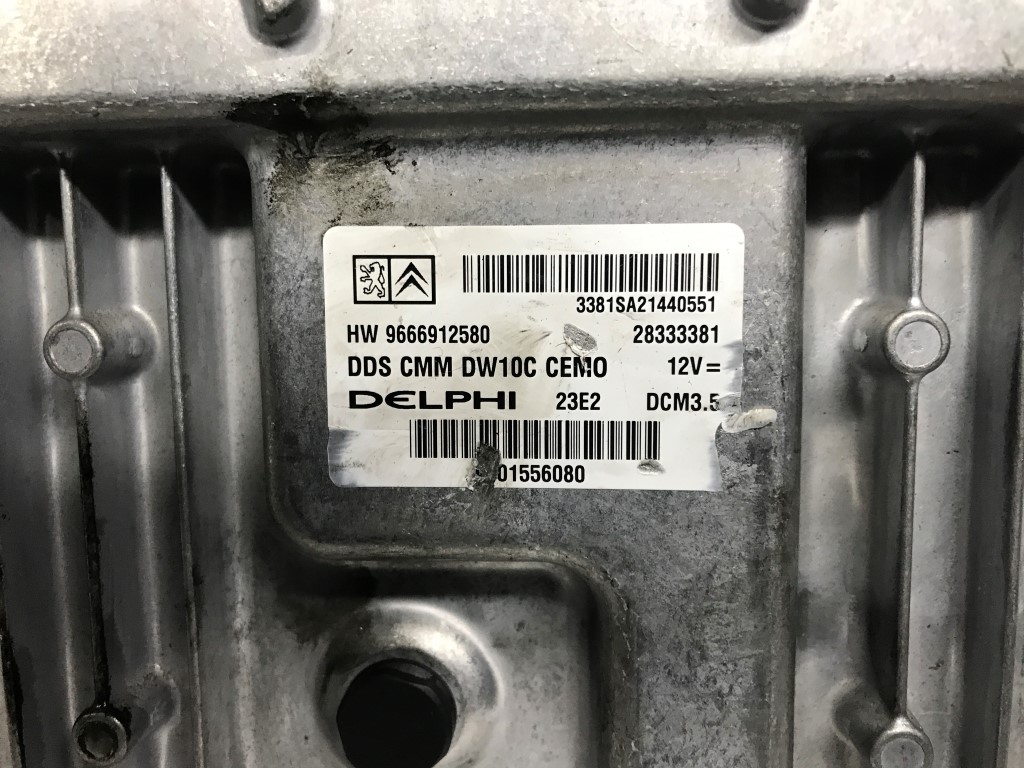 3381SA21440551
HW 9666912580 28333381
DDS CMM DW10C CEMO 12V=
DELPHI 23E2 DCM3.5
01556080